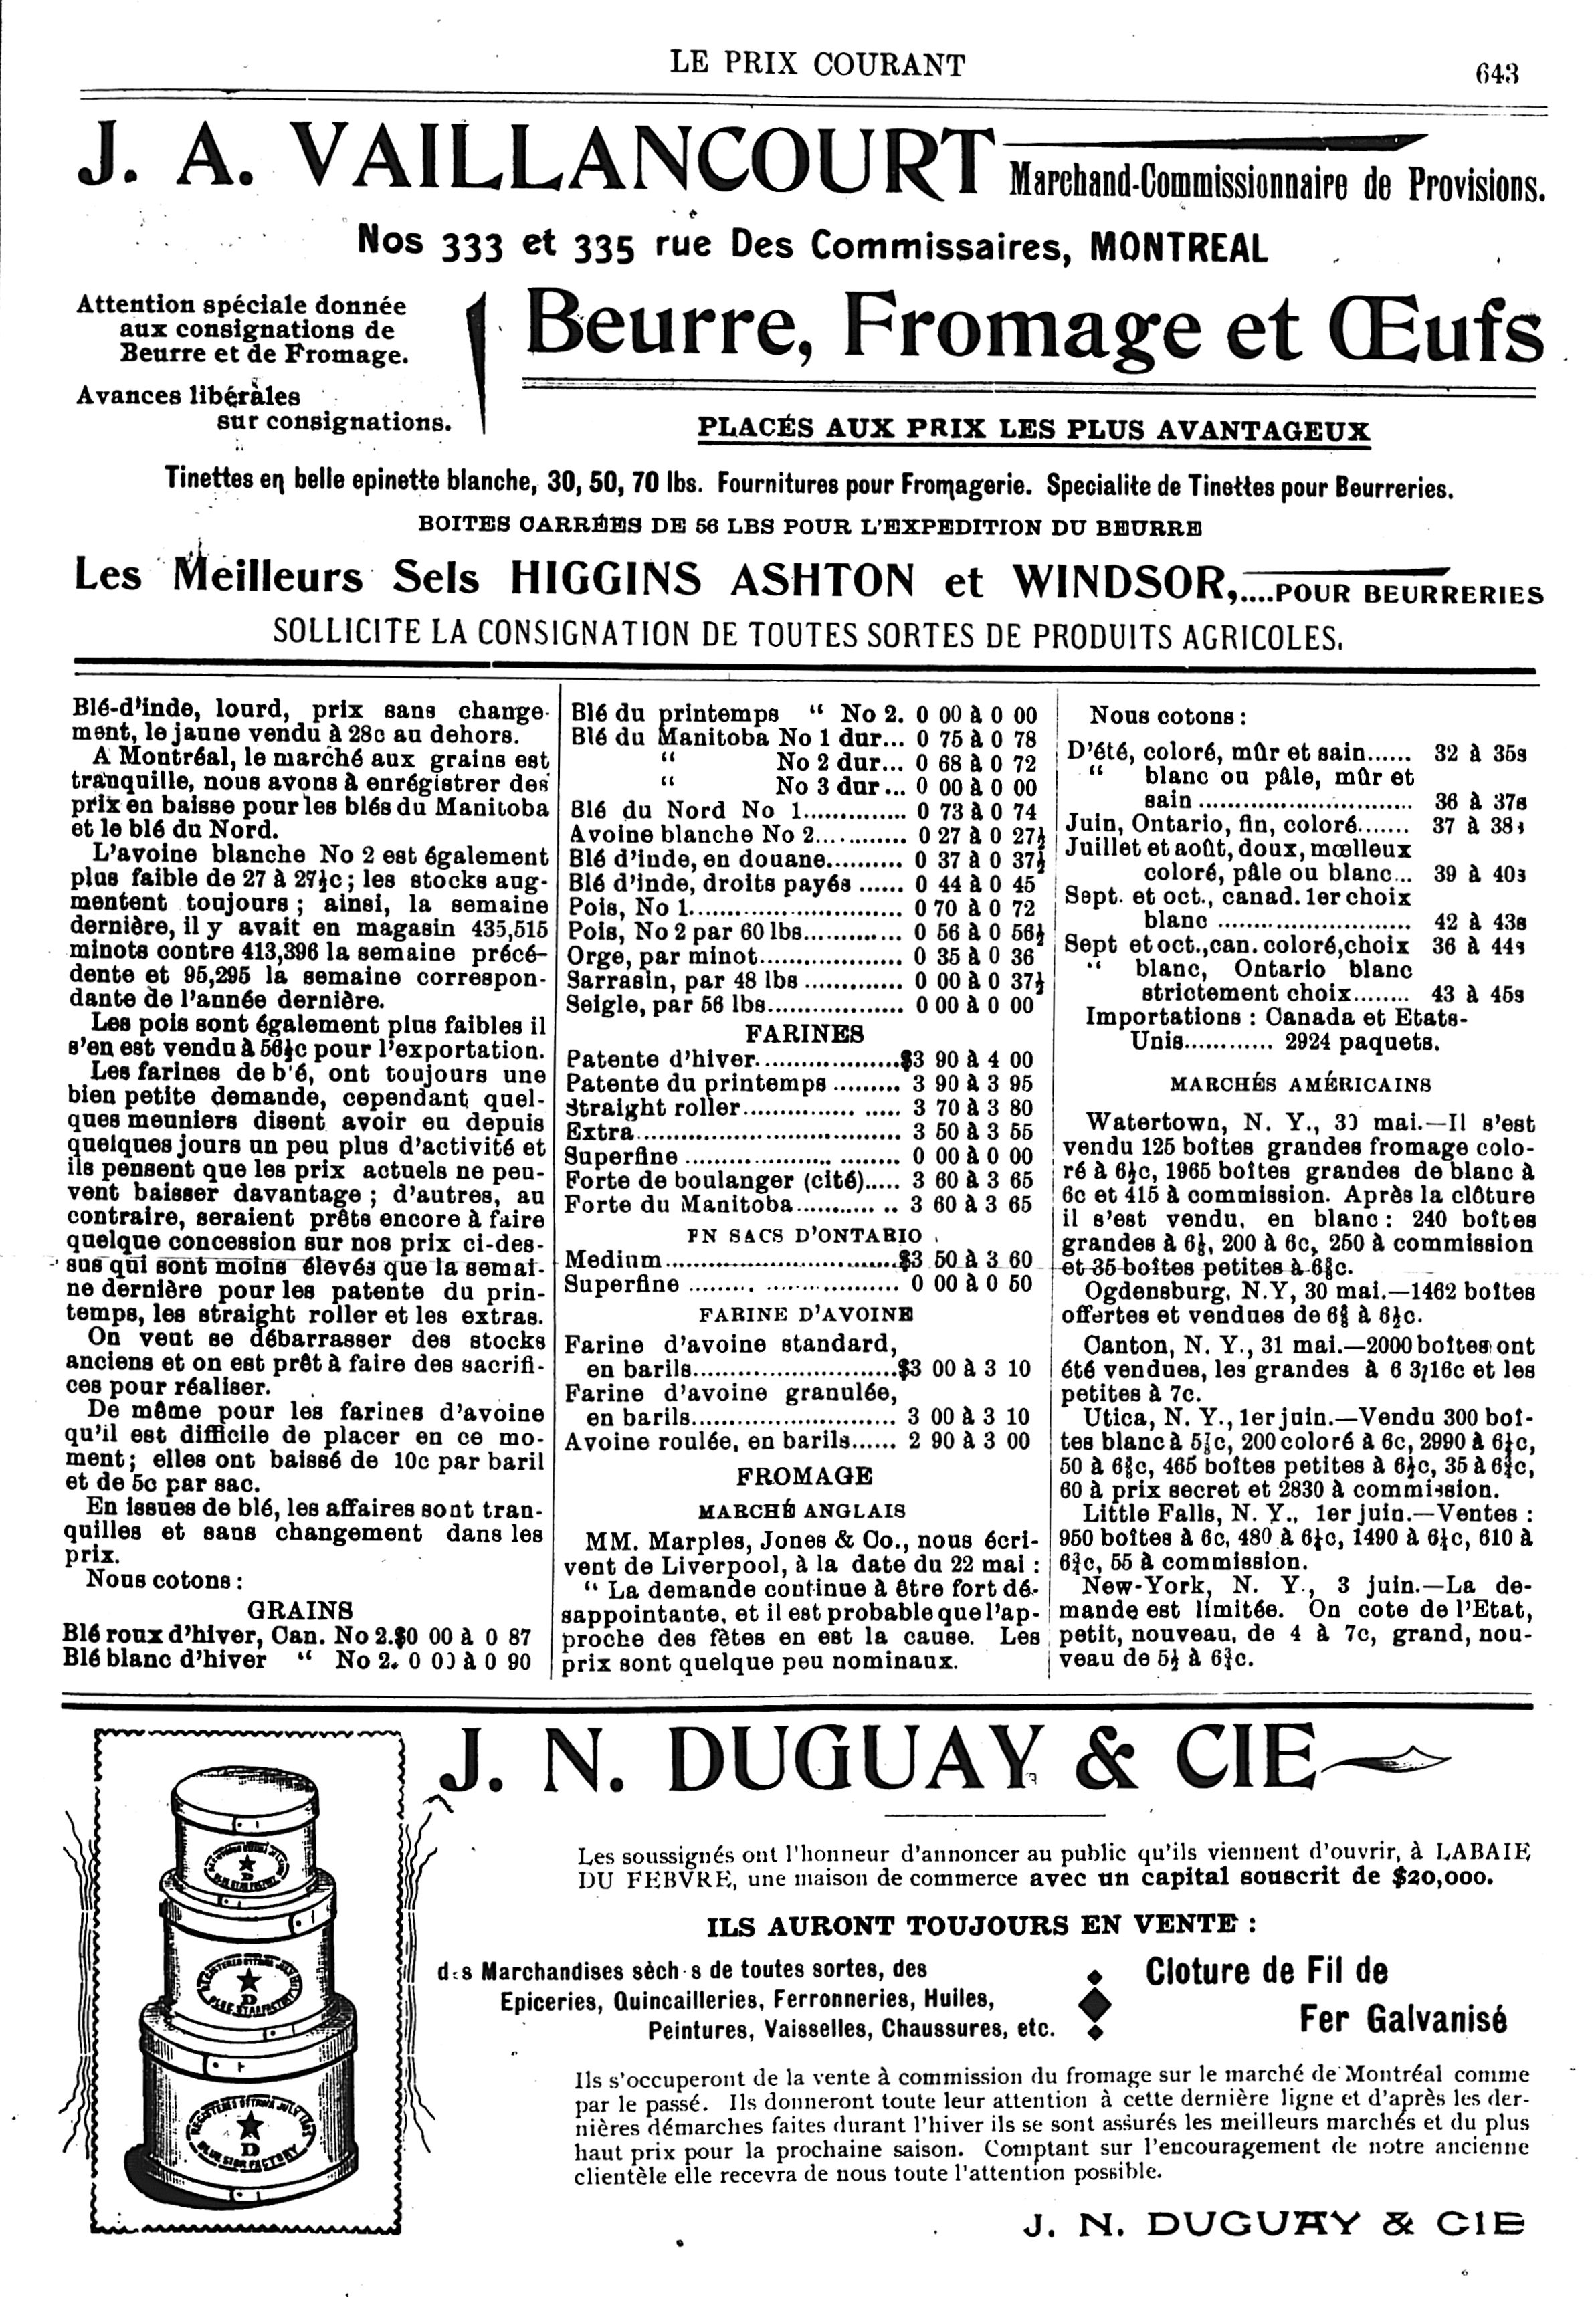 LE PRIX COURANT
643
J. A. VAILLANCOURT
Marchand-Commissionnaire de Provisions.
Nos 333 et 335 rue Des Commissaires, MONTREAL
Attention spéciale donnée
aux consignations de
Beurre et de Fromage.
Avances libérales
sur consignations.
Beurre, Fromage et Œufs
PLACÉS AUX PRIX LES PLUS AVANTAGEUX
Tinettes en belle epinette blanche, 30, 50, 70 lbs. Fournitures pour Fromagerie. Specialite de Tinettes pour Beurreries.
BOITES CARRÉES DE 56 LBS POUR L'EXPEDITION DU BEURRE
Les Meilleurs Sels HIGGINS ASHTON et WINDSOR,....POUR BEURRERIES
SOLLICITE LA CONSIGNATION DE TOUTES SORTES DE PRODUITS AGRICOLES.
Blé-d'inde, lourd, prix sans change-
ment, le jaune vendu à 28c au dehors.
A Montréal, le marché aux grains est
tranquille, nous avons à enrégistrer des
prix en baisse pour les blés du Manitoba
et le blé du Nord.
L'avoine blanche No 2 est également
plus faible de 27 à 27½c; les stocks aug-
mentent toujours; ainsi, la semaine
dernière, il y avait en magasin 435,515
minots contre 413,396 la semaine précé-
dente et 95,295 la semaine correspon-
dante de l'année dernière.
Les pois sont également plus faibles il
s'en est vendu à 56½c pour l'exportation.
Les farines de b'é, ont toujours une
bien petite demande, cependant quel-
ques meuniers disent avoir eu depuis
quelques jours un peu plus d'activité et
ils pensent que les prix actuels ne peu-
vent baisser davantage; d'autres, au
contraire, seraient prêts encore à faire
quelque concession sur nos prix ci-des-
sus qui sont moins élevés que la semai-
ne dernière pour les patente du prin-
temps, les straight roller et les extras.
On veut se débarrasser des stocks
anciens et on est prêt à faire des sacrifi-
ces pour réaliser.
De même pour les farines d'avoine
qu'il est difficile de placer en ce mo-
ment; elles ont baissé de 10c par baril
et de 5c par sac.
En issues de blé, les affaires sont tran-
quilles et sans changement dans les
prix.
Nous cotons:
GRAINS
Blé roux d'hiver, Can. No 2.$0 00 à 0 87
Blé blanc d'hiver " No 2. 0 00 à 0 90
Blé du printemps " No 2. 0 00 à 0 00
Blé du Manitoba No 1 dur... 0 75 à 0 78
" No 2 dur... 0 68 à 0 72
" No 3 dur... 0 00 à 0 00
Blé du Nord No 1.............. 0 73 à 0 74
Avoine blanche No 2............ 0 27 à 0 27½
Blé d'inde, en douane.......... 0 37 à 0 37½
Blé d'inde, droits payés ...... 0 44 à 0 45
Pois, No 1............................ 0 70 à 0 72
Pois, No 2 par 60 lbs............. 0 56 à 0 56½
Orge, par minot................... 0 35 à 0 36
Sarrasin, par 48 lbs ............. 0 00 à 0 37½
Seigle, par 56 lbs.................. 0 00 à 0 00
FARINES
Patente d'hiver...................$3 90 à 4 00
Patente du printemps ......... 3 90 à 3 95
Straight roller.............. ..... 3 70 à 3 80
Extra................................... 3 50 à 3 55
Superfine ................... ........ 0 00 à 0 00
Forte de boulanger (cité)..... 3 60 à 3 65
Forte du Manitoba........... .. 3 60 à 3 65
EN SACS D'ONTARIO
Medium..............................$3 50 à 3 60
Superfine ......... .................. 0 00 à 0 50
FARINE D'AVOINE
Farine d'avoine standard,
en barils...........................$3 00 à 3 10
Farine d'avoine granulée,
en barils........................... 3 00 à 3 10
Avoine roulée, en barils...... 2 90 à 3 00
FROMAGE
MARCHÉ ANGLAIS
MM. Marples, Jones & Co., nous écri-
vent de Liverpool, à la date du 22 mai:
" La demande continue à être fort dé-
sappointante, et il est probable que l'ap-
proche des fêtes en est la cause. Les
prix sont quelque peu nominaux.
Nous cotons:
D'été, coloré, mûr et sain...... 32 à 35s
" blanc ou pâle, mûr et
sain ............................ 36 à 37s
Juin, Ontario, fin, coloré....... 37 à 38s
Juillet et août, doux, mœlleux
coloré, pâle ou blanc... 39 à 40s
Sept. et oct., canad. 1er choix
blanc .......................... 42 à 43s
Sept et oct., can. coloré, choix 36 à 44s
" blanc, Ontario blanc
strictement choix........ 43 à 45s
Importations: Canada et Etats-
Unis............ 2924 paquets.
MARCHÉS AMÉRICAINS
Watertown, N. Y., 30 mai.—Il s'est
vendu 125 boîtes grandes fromage colo-
ré à 6½c, 1965 boîtes grandes de blanc à
6c et 415 à commission. Après la clôture
il s'est vendu, en blanc: 240 boîtes
grandes à 6⅛, 200 à 6c, 250 à commission
et 35 boîtes petites à 6⅜c.
Ogdensburg, N.Y, 30 mai.—1462 boîtes
offertes et vendues de 6⅜ à 6½c.
Canton, N. Y., 31 mai.—2000 boîtes ont
été vendues, les grandes à 6 3/16c et les
petites à 7c.
Utica, N. Y., 1er juin.—Vendu 300 boî-
tes blanc à 5⅞c, 200 coloré à 6c, 2990 à 6¼c,
50 à 6⅜c, 465 boîtes petites à 6½c, 35 à 6¾c,
60 à prix secret et 2830 à commission.
Little Falls, N. Y., 1er juin.—Ventes:
950 boîtes à 6c, 480 à 6⅛c, 1490 à 6¼c, 610 à
6¾c, 55 à commission.
New-York, N. Y., 3 juin.—La de-
mande est limitée. On cote de l'Etat,
petit, nouveau, de 4 à 7c, grand, nou-
veau de 5½ à 6¾c.
J. N. DUGUAY & CIE
Les soussignés ont l'honneur d'annoncer au public qu'ils viennent d'ouvrir, à LABAIE
DU FEBVRE, une maison de commerce avec un capital souscrit de $20,000.
ILS AURONT TOUJOURS EN VENTE:
des Marchandises sèches de toutes sortes, des
Epiceries, Quincailleries, Ferronneries, Huiles,
Peintures, Vaisselles, Chaussures, etc.
Cloture de Fil de
Fer Galvanisé
Ils s'occuperont de la vente à commission du fromage sur le marché de Montréal comme
par le passé. Ils donneront toute leur attention à cette dernière ligne et d'après les der-
nières démarches faites durant l'hiver ils se sont assurés les meilleurs marchés et du plus
haut prix pour la prochaine saison. Comptant sur l'encouragement de notre ancienne
clientèle elle recevra de nous toute l'attention possible.
J. N. DUGUAY & CIE